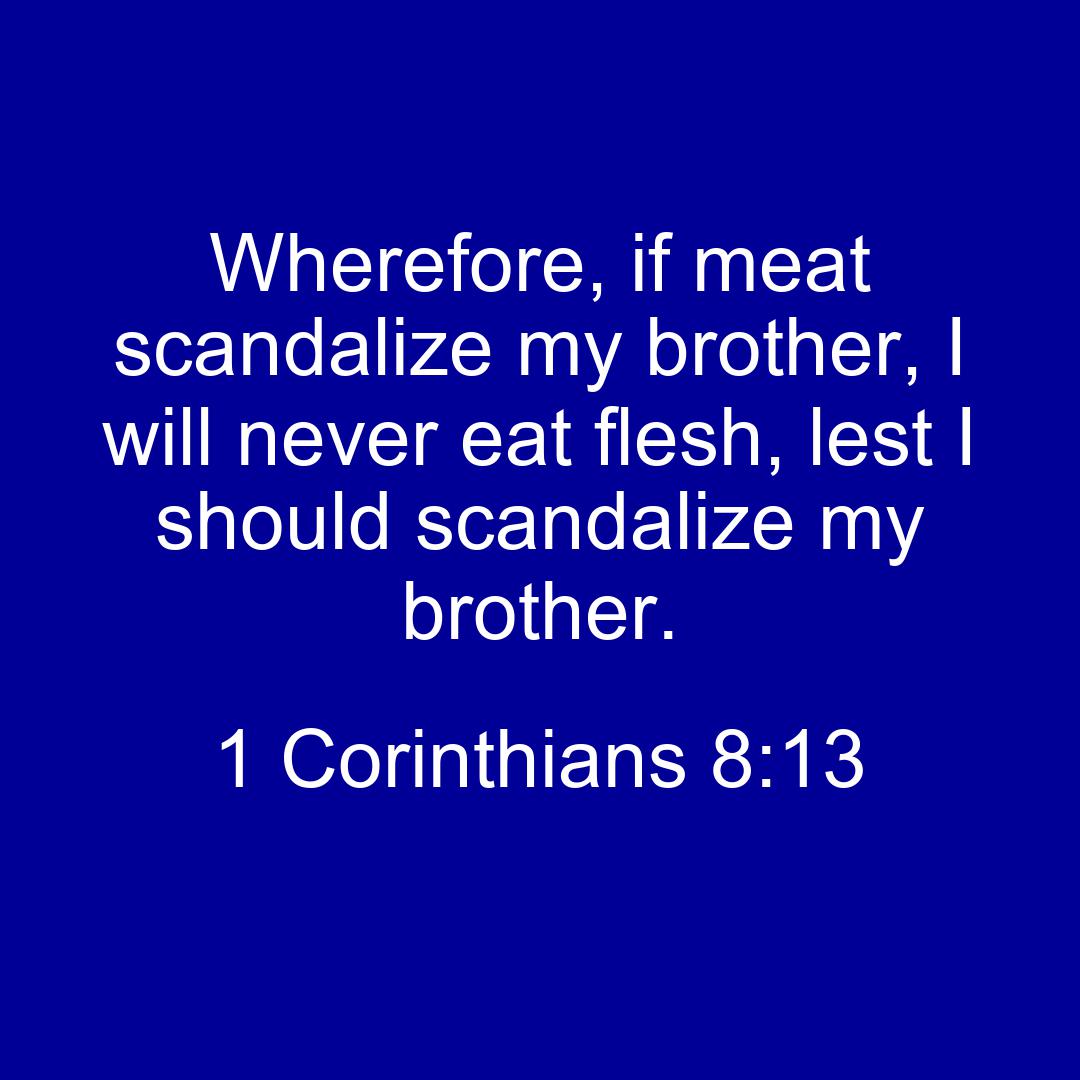 Wherefore, if meat
scandalize my brother, I
will never eat flesh, lest I
should scandalize my
brother.
1 Corinthians 8:13